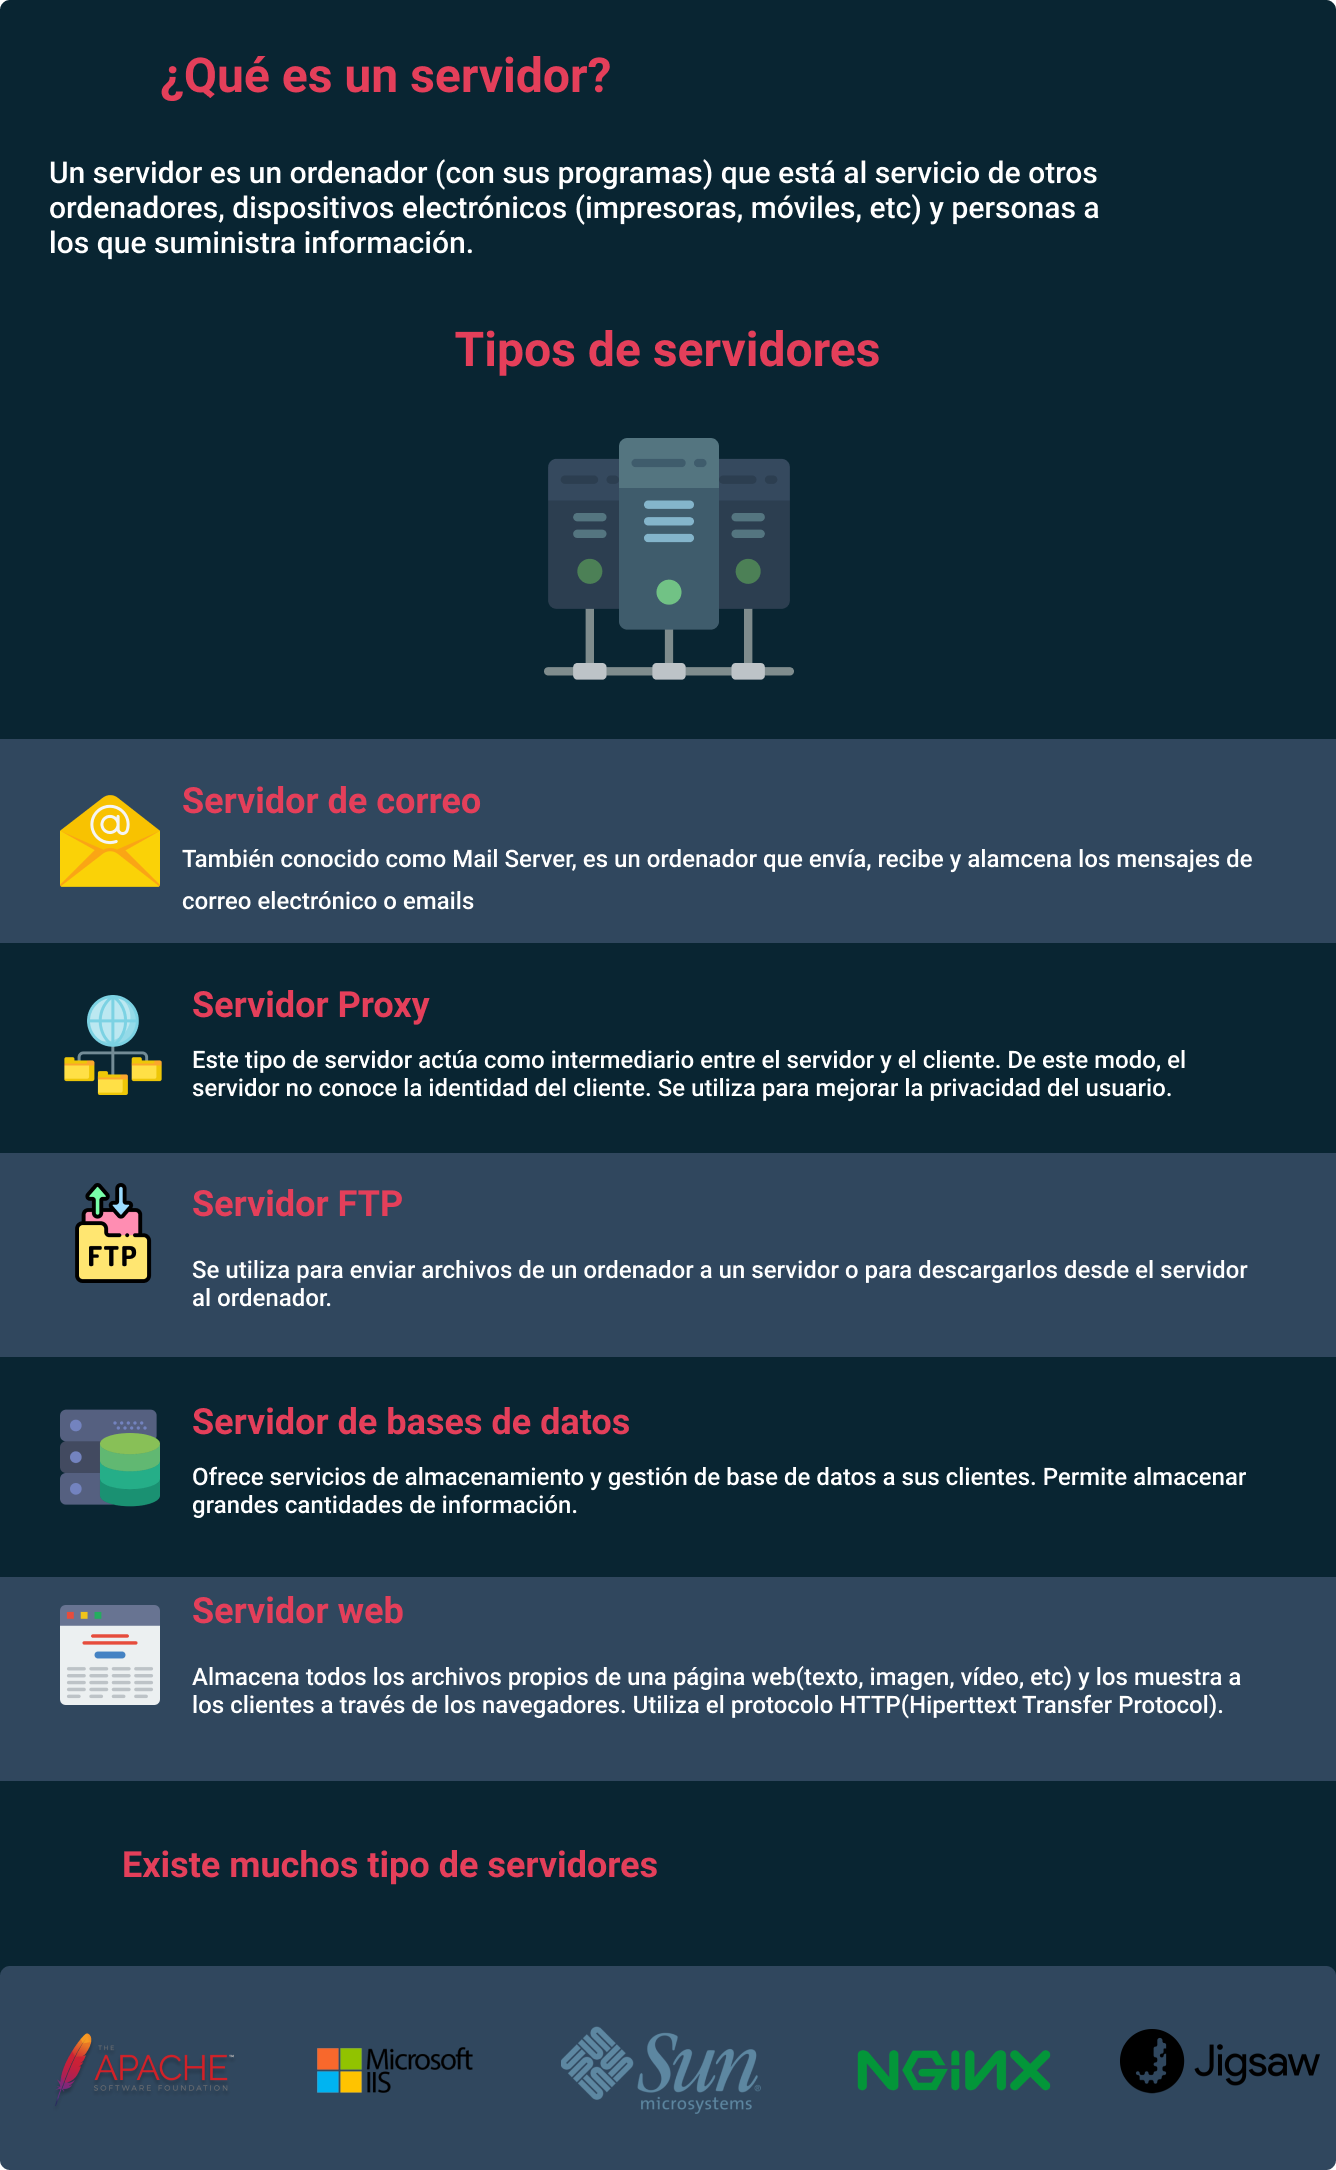 ¿Qué es un servidor?
Un servidor es un ordenador (con sus programas) que está al servicio de otros
ordenadores, dispositivos electrónicos (impresoras, móviles, etc) y personas a
los que suministra información.
Tipos de servidores
Servidor de correo
@
También conocido como Mail Server, es un ordenador que envía, recibe y alamcena los mensajes de
correo electrónico o emails
Servidor Proxy
Este tipo de servidor actúa como intermediario entre el servidor y el cliente. De este modo, el
servidor no conoce la identidad del cliente. Se utiliza para mejorar la privacidad del usuario.
Servidor FTP
FTP
Se utiliza para enviar archivos de un ordenador a un servidor o para descargarlos desde el servidor
al ordenador.
Servidor de bases de datos
Ofrece servicios de almacenamiento y gestión de base de datos a sus clientes. Permite almacenar
grandes cantidades de información.
Servidor web
Almacena todos los archivos propios de una página web(texto, imagen, vídeo, etc) y los muestra a
los clientes a través de los navegadores. Utiliza el protocolo HTTP(Hiperttext Transfer Protocol).
Existe muchos tipo de servidores
THE
APACHE™
SOFTWARE FOUNDATION
Microsoft
IIS
Sun®
microsystems
NGINX
Jigsaw